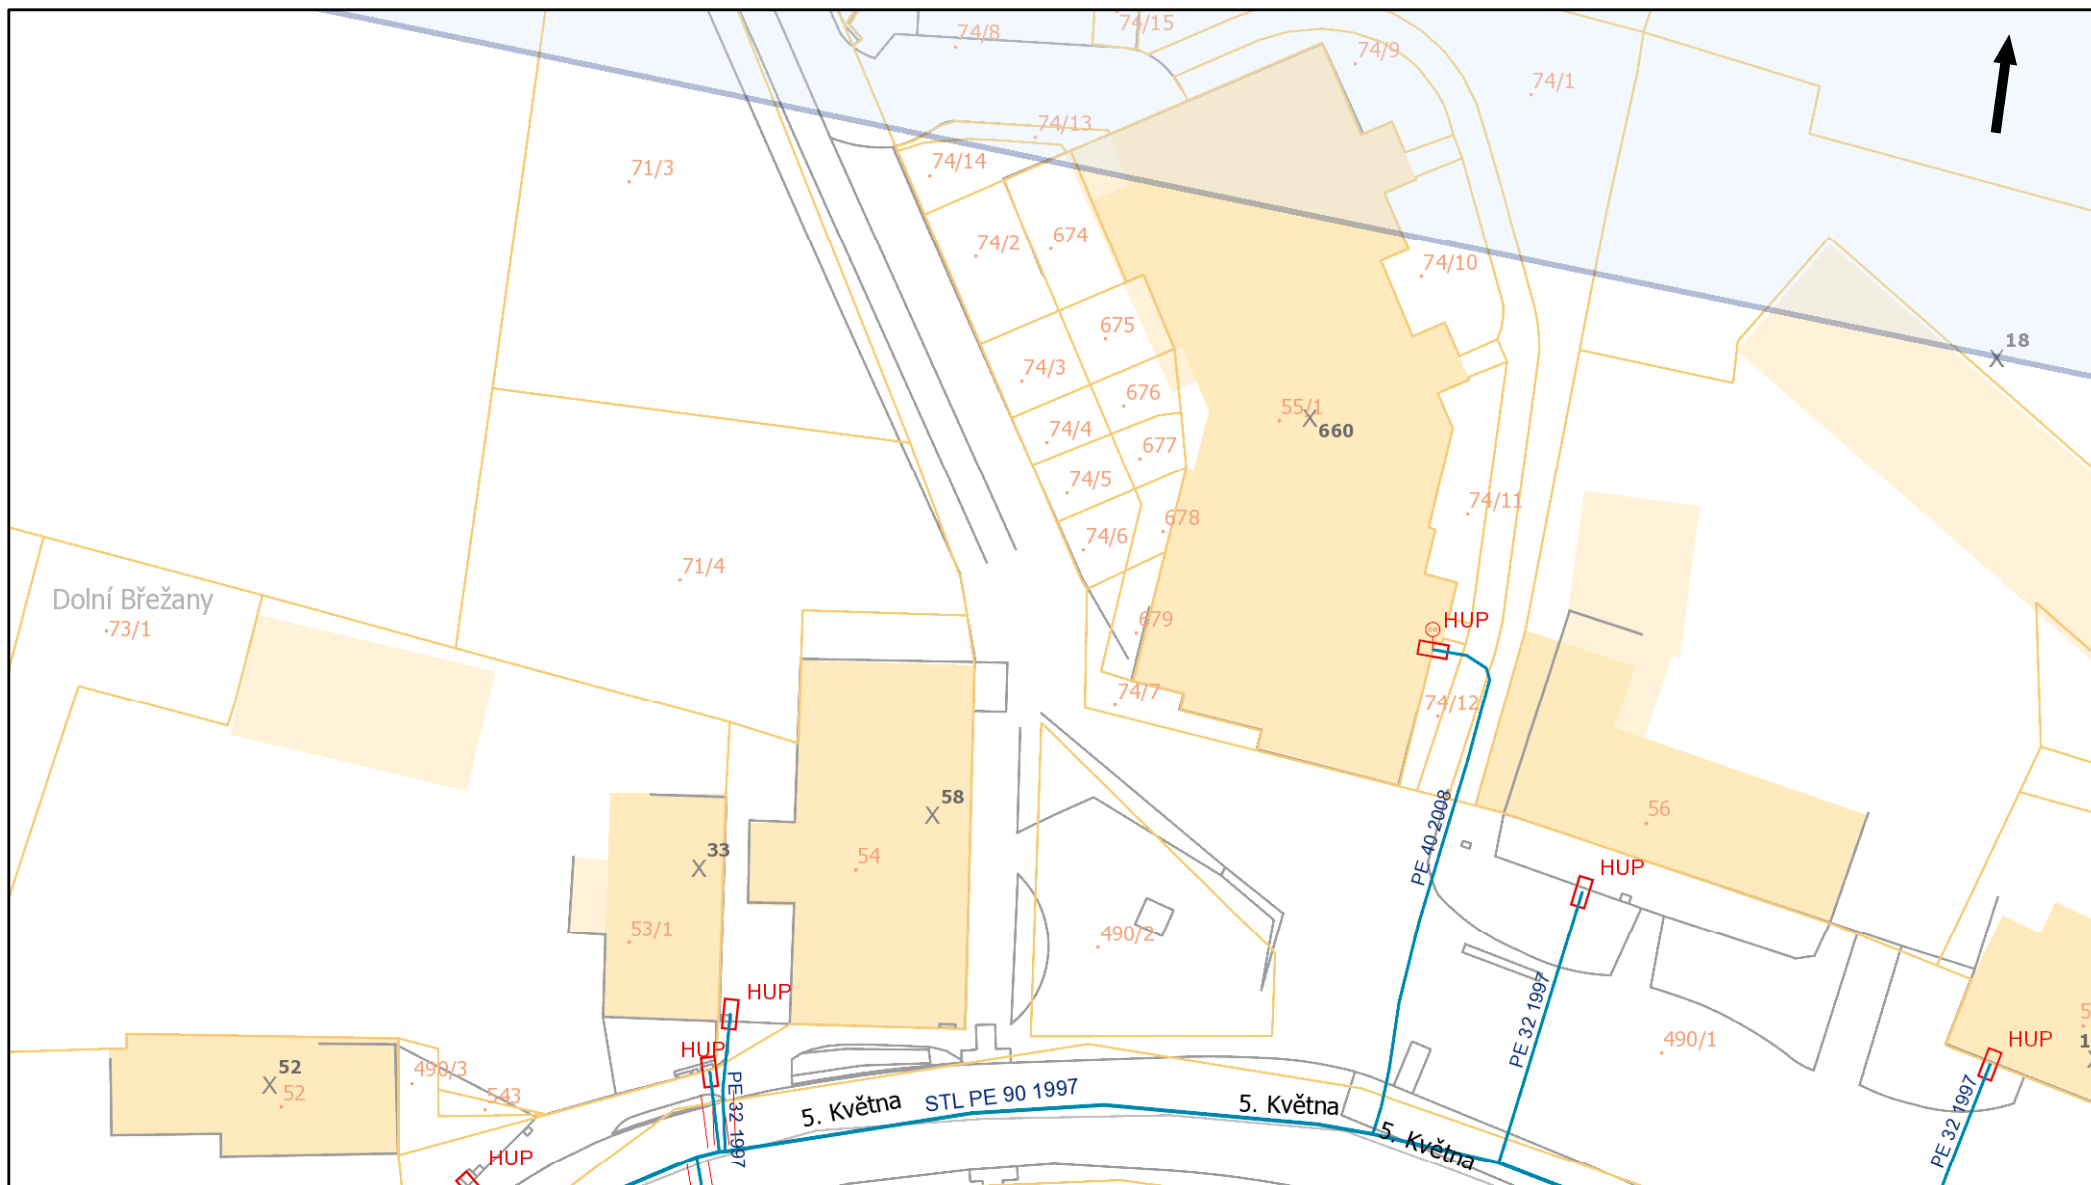 74/15
74/8
74/9
74/1
74/13
74/14
71/3
74/2
674
74/10
675
18
74/3
676
55/1
660
74/4
677
74/5
74/11
678
74/6
71/4
Dolní Břežany
73/1
679
HUP
74/7
74/12
58
56
PE 40 2008
33
54
HUP
53/1
490/2
HUP
PE 32 1997
490/1
HUP
HUP
52
52
490/3
543
PE 32 1997
5. Května
STL PE 90 1997
5. Května
5. Května
PE 32 1997
HUP